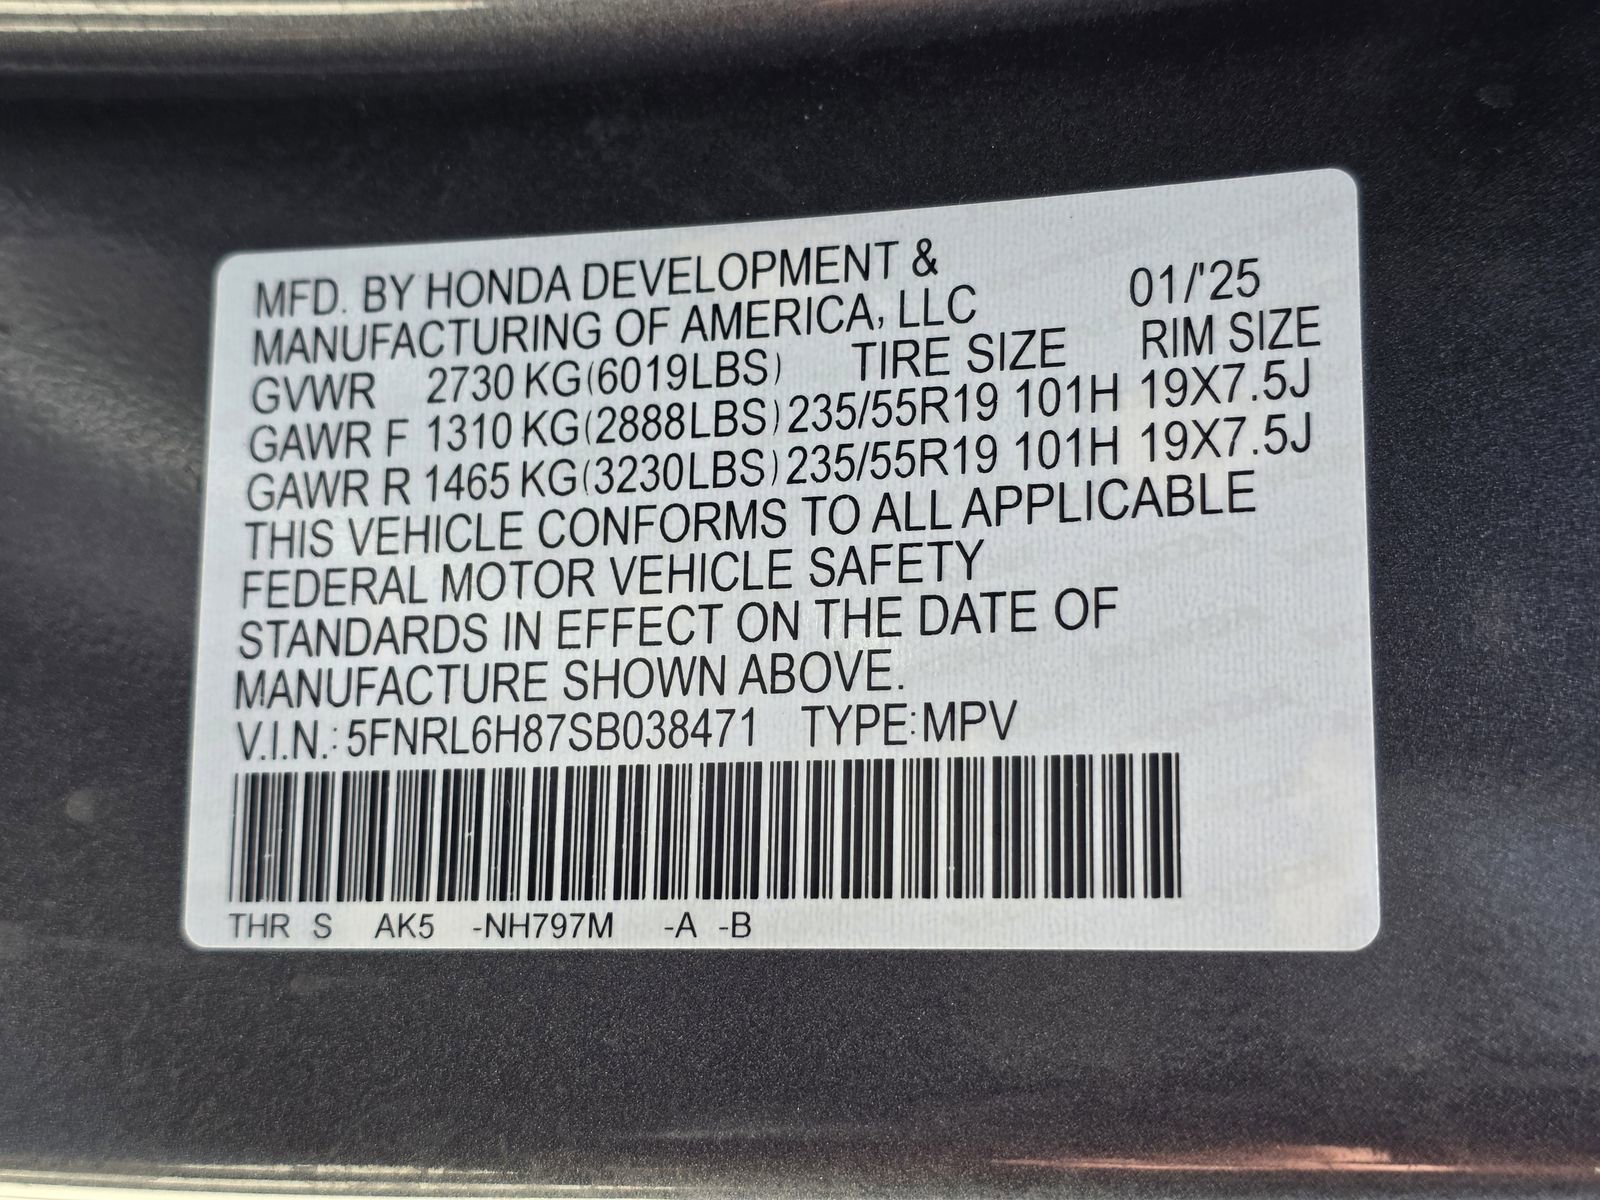 MFD. BY HONDA DEVELOPMENT &
MANUFACTURING OF AMERICA, LLC 01/'25
GVWR 2730 KG(6019LBS) TIRE SIZE RIM SIZE
GAWR F 1310 KG(2888LBS) 235/55R19 101H 19X7.5J
GAWR R 1465 KG(3230LBS) 235/55R19 101H 19X7.5J
THIS VEHICLE CONFORMS TO ALL APPLICABLE
FEDERAL MOTOR VEHICLE SAFETY
STANDARDS IN EFFECT ON THE DATE OF
MANUFACTURE SHOWN ABOVE.
V.I.N.: 5FNRL6H87SB038471 TYPE:MPV
THR S AK5 -NH797M -A -B